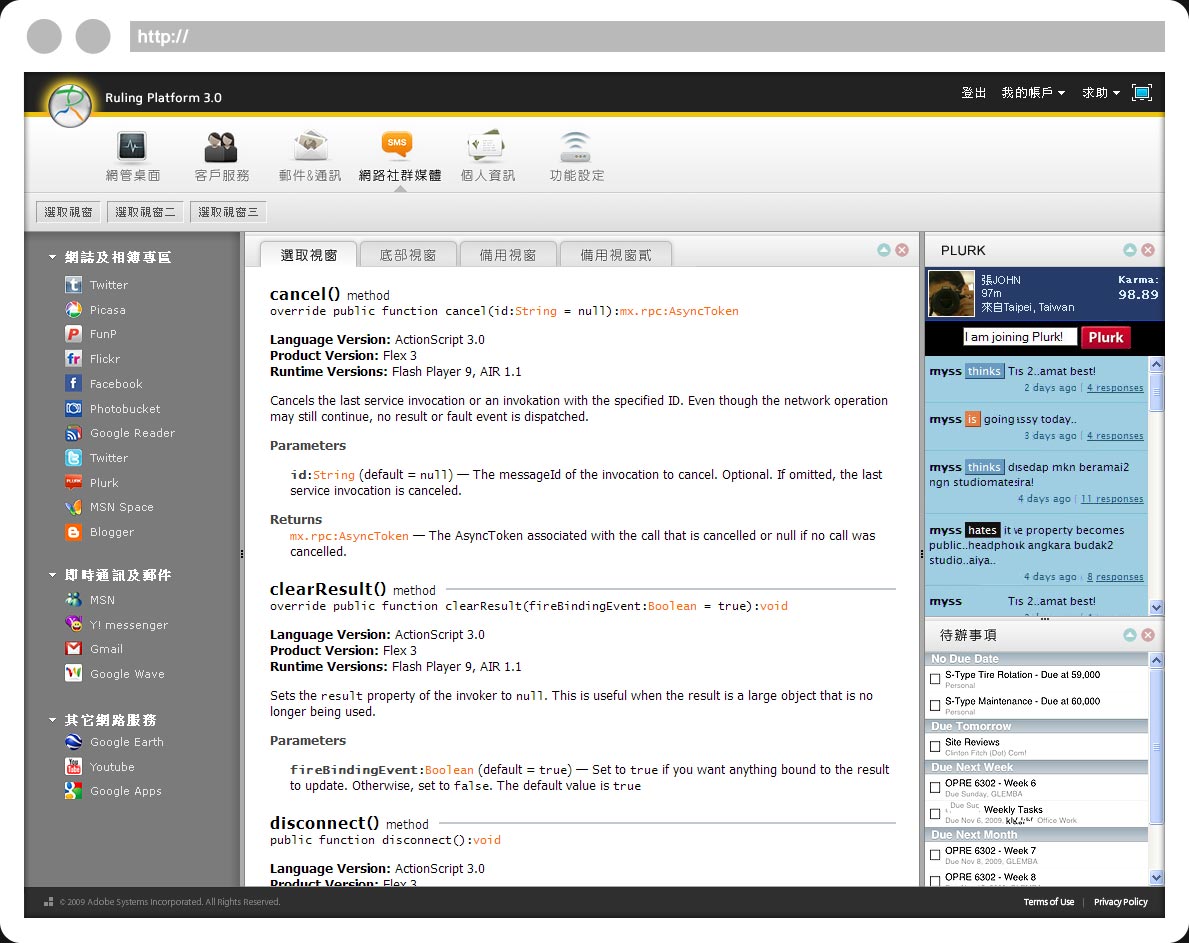 http://
Ruling Platform 3.0
登出 我的帳戶 求助
網管桌面 客戶服務 郵件&通訊 網路社群媒體 個人資訊 功能設定
SMS
選取視窗 選取視窗二 選取視窗三
網誌及相簿專區
Twitter
Picasa
FunP
Flickr
Facebook
Photobucket
Google Reader
Twitter
Plurk
MSN Space
Blogger
即時通訊及郵件
MSN
Y! messenger
Gmail
Google Wave
其它網路服務
Google Earth
Youtube
Google Apps
選取視窗 底部視窗 備用視窗 備用視窗貳
cancel() method
override public function cancel(id:String = null):mx.rpc:AsyncToken
Language Version: ActionScript 3.0
Product Version: Flex 3
Runtime Versions: Flash Player 9, AIR 1.1
Cancels the last service invocation or an invokation with the specified ID. Even though the network operation
may still continue, no result or fault event is dispatched.
Parameters
id:String (default = null) — The messageId of the invocation to cancel. Optional. If omitted, the last
service invocation is canceled.
Returns
mx.rpc:AsyncToken — The AsyncToken associated with the call that is cancelled or null if no call was
cancelled.
clearResult() method
override public function clearResult(fireBindingEvent:Boolean = true):void
Language Version: ActionScript 3.0
Product Version: Flex 3
Runtime Versions: Flash Player 9, AIR 1.1
Sets the result property of the invoker to null. This is useful when the result is a large object that is no
longer being used.
Parameters
fireBindingEvent:Boolean (default = true) — Set to true if you want anything bound to the result
to update. Otherwise, set to false. The default value is true
disconnect() method
public function disconnect():void
Language Version: ActionScript 3.0
Product Version: Flex 3
PLURK
張JOHN
97m
來自Taipei, Taiwan
Karma:
98.89
I am joining Plurk! Plurk
myss thinks Tis 2..amat best!
2 days ago | 4 responses
myss is going issy today..
3 days ago | 4 responses
myss thinks disedap mkn beramai2
ngn studiomatesira!
4 days ago | 11 responses
myss hates it ve property becomes
public..headphouk angkara budak2
studio..aiya..
4 days ago · 8 responses
myss Tis 2..amat best!
待辦事項
No Due Date
S-Type Tire Rotation - Due at 59,000
Personal
S-Type Maintenance - Due at 60,000
Personal
Due Tomorrow
Site Reviews
Clinton Fitch (Dot) Com!
Due Next Week
OPRE 6302 - Week 6
Due Sunday, GLEMBA
Weekly Tasks
Due Nov 6, 2009, Office Work
Due Next Month
OPRE 6302 - Week 7
Due Nov 8, 2009, GLEMBA
OPRE 6302 - Week 8
© 2009 Adobe Systems Incorporated. All Rights Reserved.
Terms of Use | Privacy Policy